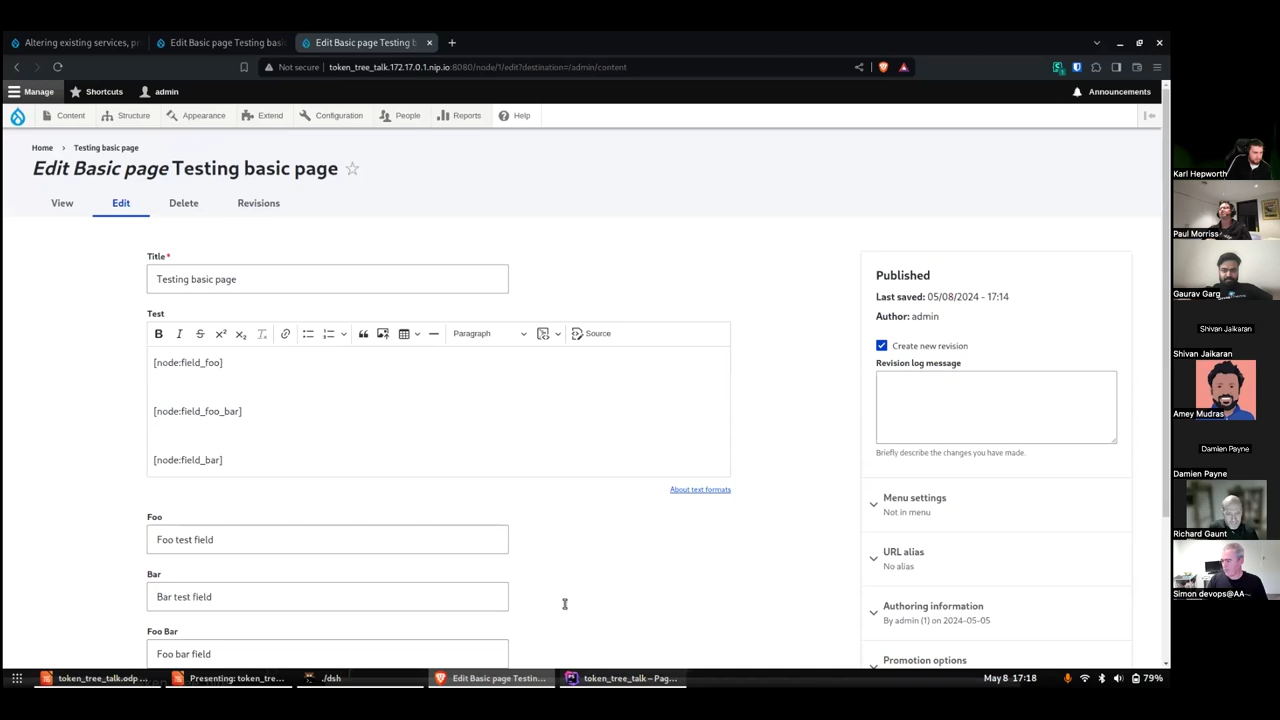 Altering existing services, pr
Edit Basic page Testing basi
Edit Basic page Testing b
Not secure
token_tree_talk.172.17.0.1.nip.io:8080/node/1/edit?destination=/admin/content
Manage
Shortcuts
admin
Announcements
Content
Structure
Appearance
Extend
Configuration
People
Reports
Help
Home > Testing basic page
Edit Basic page Testing basic page
View
Edit
Delete
Revisions
Title*
Testing basic page
Test
B I S X² X₂ Tx
Paragraph
Source
[node:field_foo]
[node:field_foo_bar]
[node:field_bar]
About text formats
Foo
Foo test field
Bar
Bar test field
Foo Bar
Foo bar field
Published
Last saved: 05/08/2024 - 17:14
Author: admin
Create new revision
Revision log message
Briefly describe the changes you have made.
Menu settings
Not in menu
URL alias
No alias
Authoring information
By admin (1) on 2024-05-05
Promotion options
token_tree_talk.odp ...
Presenting: token_tre...
./dsh
Edit Basic page Testin...
token_tree_talk – Pag...
May 8 17:18
79%
Karl Hepworth
Paul Morriss
Gaurav Garg
Shivan Jaikaran
Shivan Jaikaran
Amey Mudras
Damien Payne
Damien Payne
Richard Gaunt
Simon devops@AA~